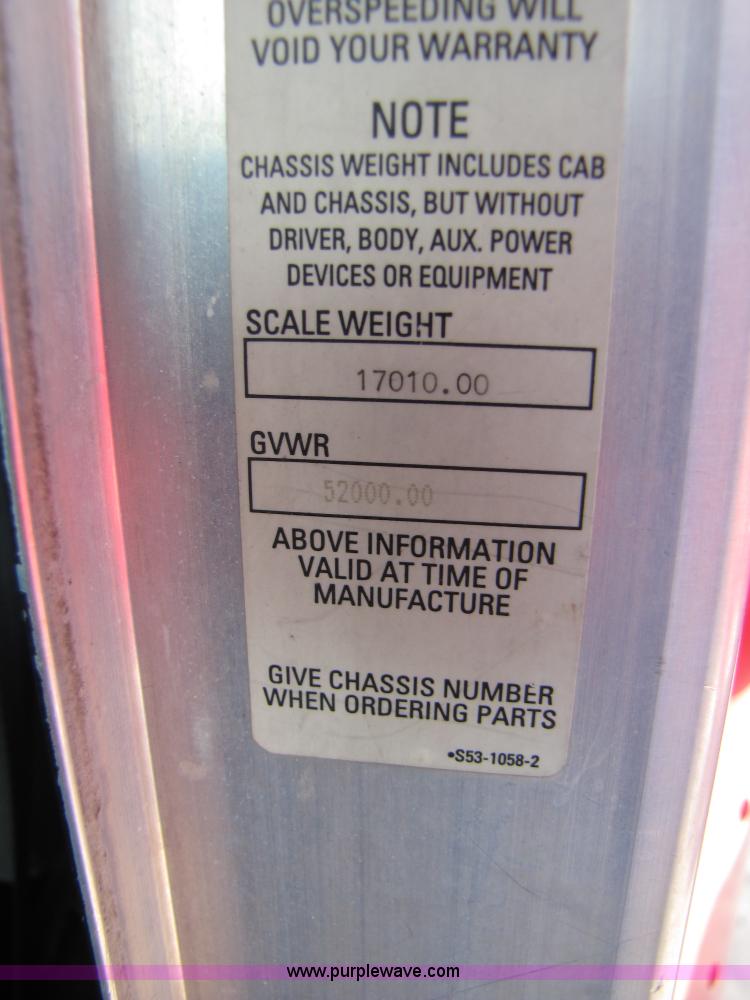 OVERSPEEDING WILL
VOID YOUR WARRANTY
NOTE
CHASSIS WEIGHT INCLUDES CAB
AND CHASSIS, BUT WITHOUT
DRIVER, BODY, AUX. POWER
DEVICES OR EQUIPMENT
SCALE WEIGHT
17010.00
GVWR
52000.00
ABOVE INFORMATION
VALID AT TIME OF
MANUFACTURE
GIVE CHASSIS NUMBER
WHEN ORDERING PARTS
•S53-1058-2
www.purplewave.com